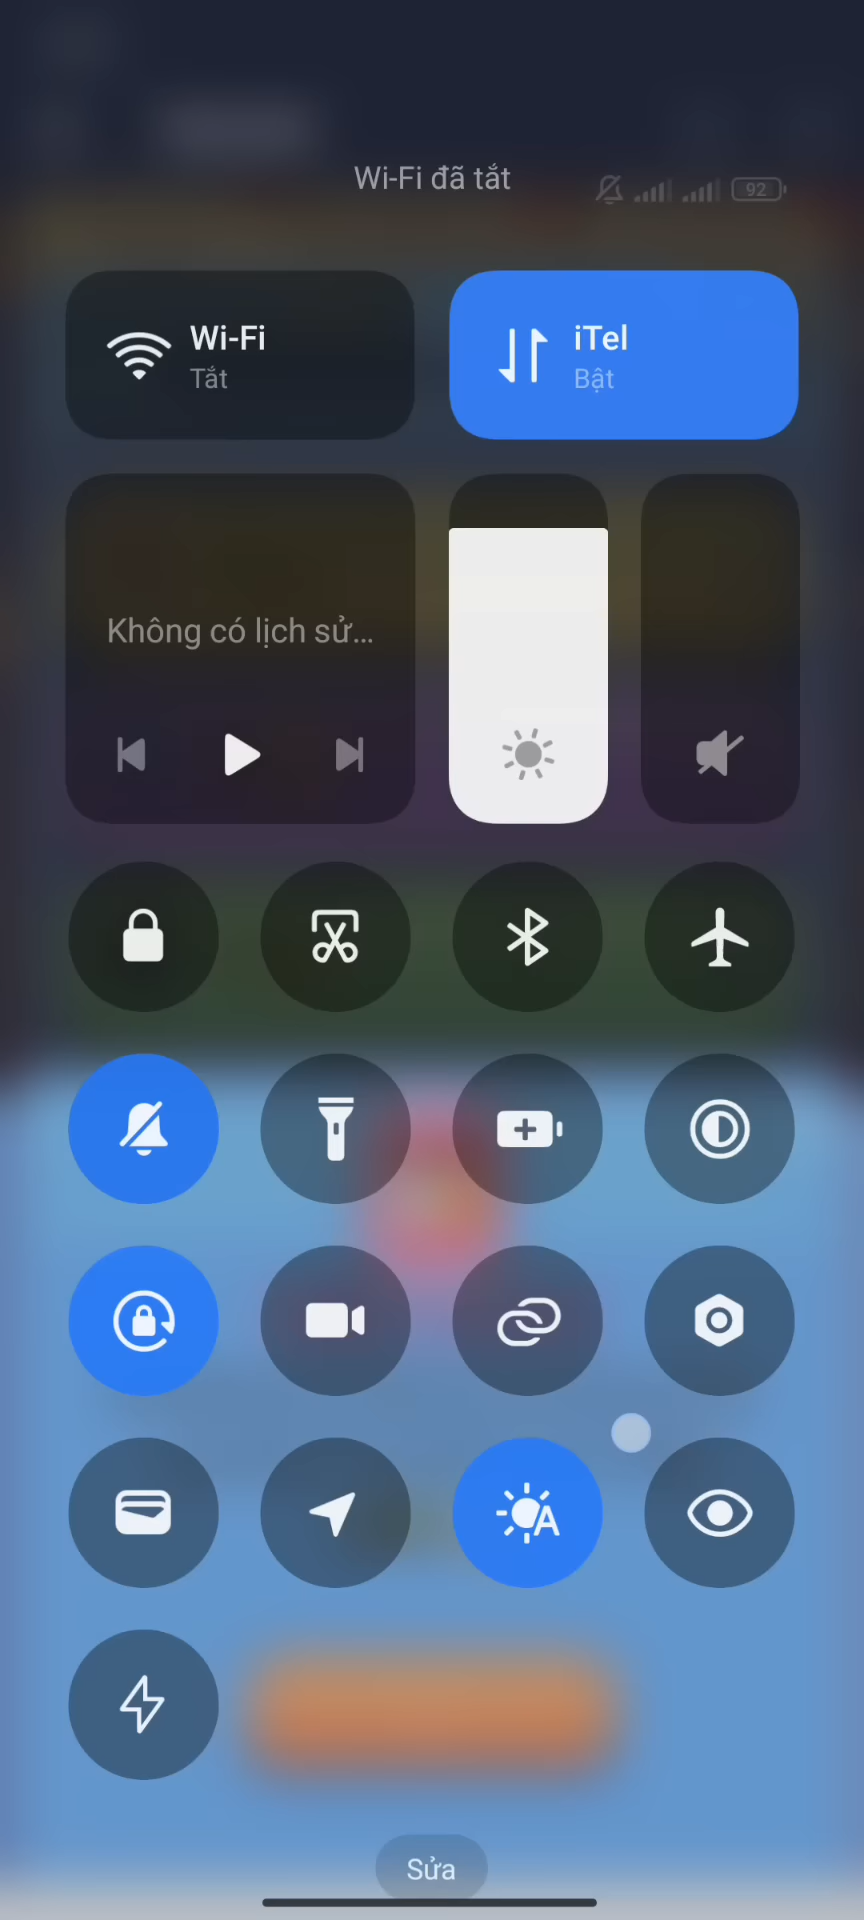 Wi-Fi đã tắt
92
Wi-Fi
Tắt
iTel
Bật
Không có lịch sử...
A
Sửa